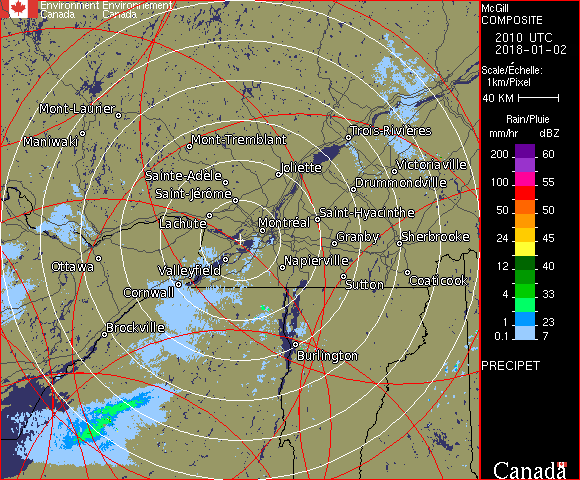 Environment Environnement
Canada Canada
McGill
COMPOSITE
2010 UTC
2018-01-02
Scale/Échelle:
1km/Pixel
40 KM
Rain/Pluie
mm/hr dBZ
200 60
100 55
50 50
24 45
12 40
4 33
1 23
0.1 7
PRECIPET
Mont-Laurier
Maniwaki
Mont-Tremblant
Trois-Rivières
Sainte-Adèle
Joliette
Victoriaville
Saint-Jérôme
Drummondville
Lachute
Montréal
Saint-Hyacinthe
Granby
Sherbrooke
Ottawa
Valleyfield
Napierville
Cornwall
Sutton
Coaticook
Brockville
Burlington
Canada